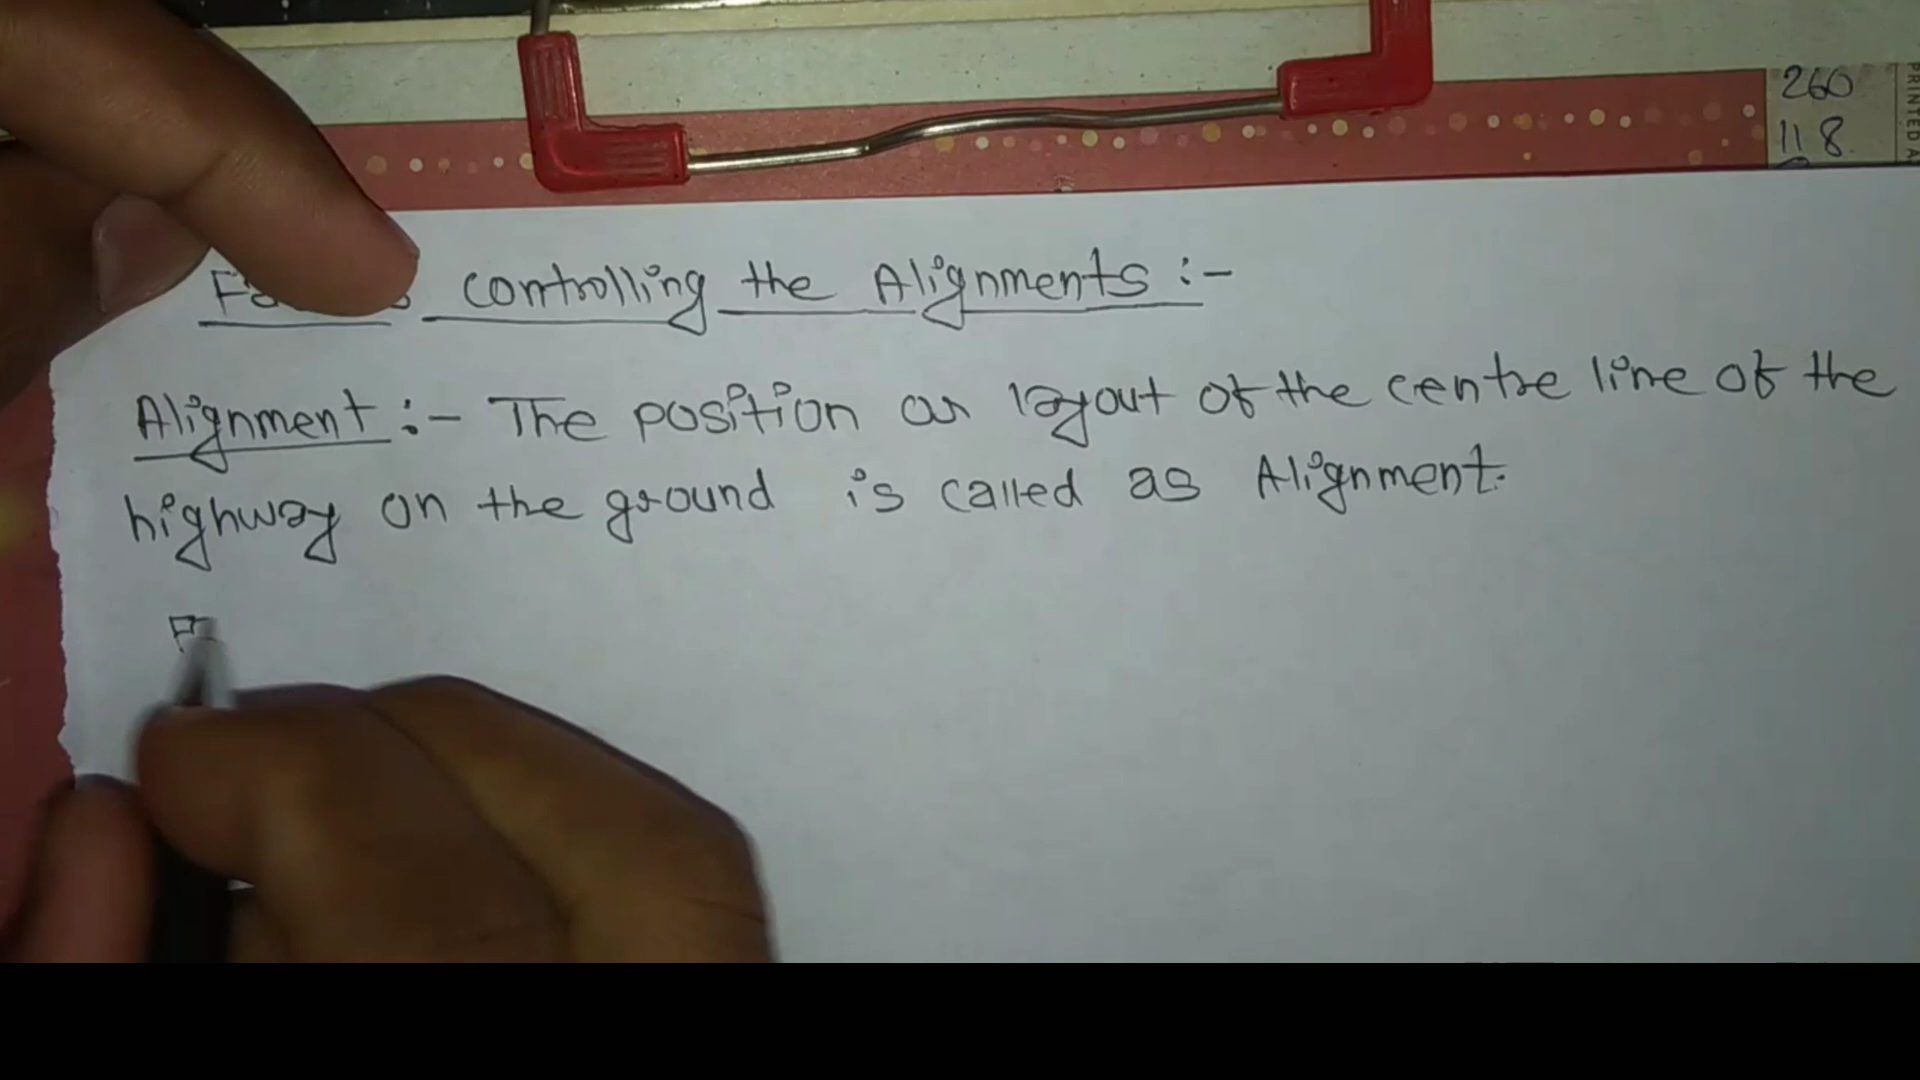 260
118
PRINTED A
controlling the Alignments :-
Alignment :- The position or layout of the centre line of the
highway on the ground is called as Alignment.